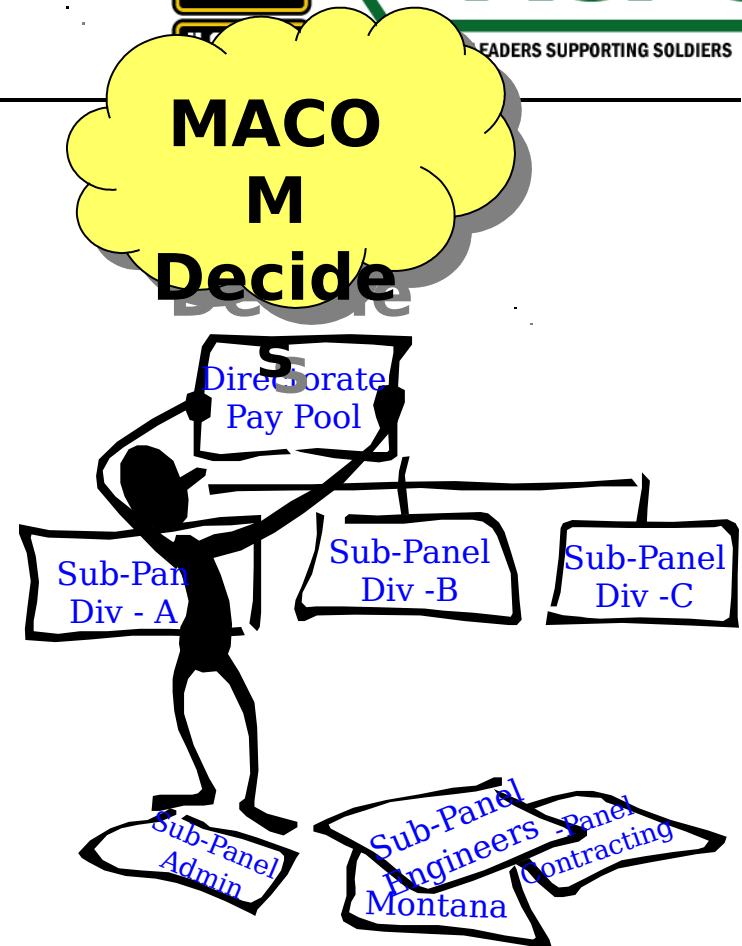 EADERS SUPPORTING SOLDIERS
MACO
M
Decide
s
Directorate
Pay Pool
Sub-Pan
Div - A
Sub-Panel
Div -B
Sub-Panel
Div -C
Sub-Panel
Admin
Sub-Panel
Engineers
-Panel
Contracting
Montana